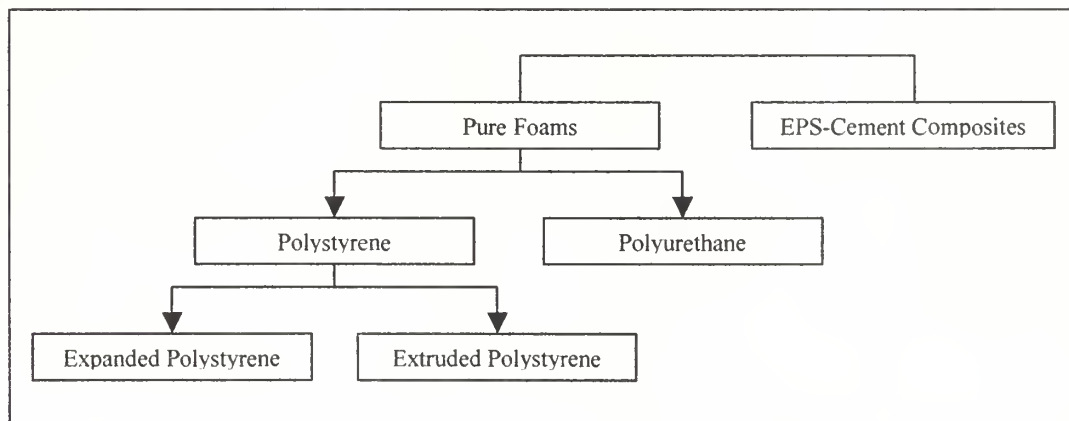 Pure Foams
EPS-Cement Composites
Polystyrene
Polyurethane
Expanded Polystyrene
Extruded Polystyrene